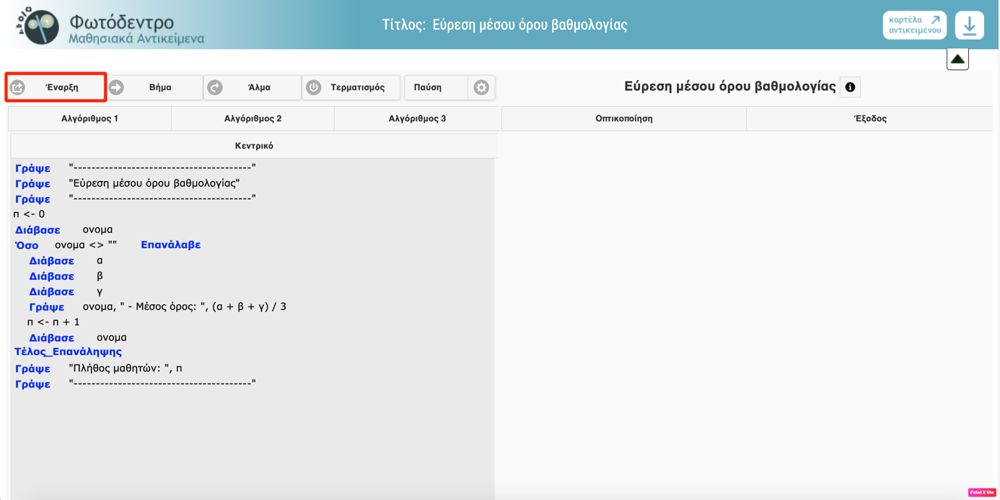 Φωτόδεντρο
Μαθησιακά Αντικείμενα
Τίτλος: Εύρεση μέσου όρου βαθμολογίας
καρτέλα
αντικειμένου
Έναρξη
Βήμα
Άλμα
Τερματισμός
Παύση
Εύρεση μέσου όρου βαθμολογίας
Αλγόριθμος 1
Αλγόριθμος 2
Αλγόριθμος 3
Οπτικοποίηση
Έξοδος
Κεντρικό
Γράψε "----------------------------------------"
Γράψε "Εύρεση μέσου όρου βαθμολογίας"
Γράψε "----------------------------------------"
π <- 0
Διάβασε ονομα
Όσο ονομα <> "" Επανάλαβε
Διάβασε α
Διάβασε β
Διάβασε γ
Γράψε ονομα, " - Μέσος όρος: ", (α + β + γ) / 3
π <- π + 1
Διάβασε ονομα
Τέλος_Επανάληψης
Γράψε "Πλήθος μαθητών: ", π
Γράψε "----------------------------------------"
Paint X Lite